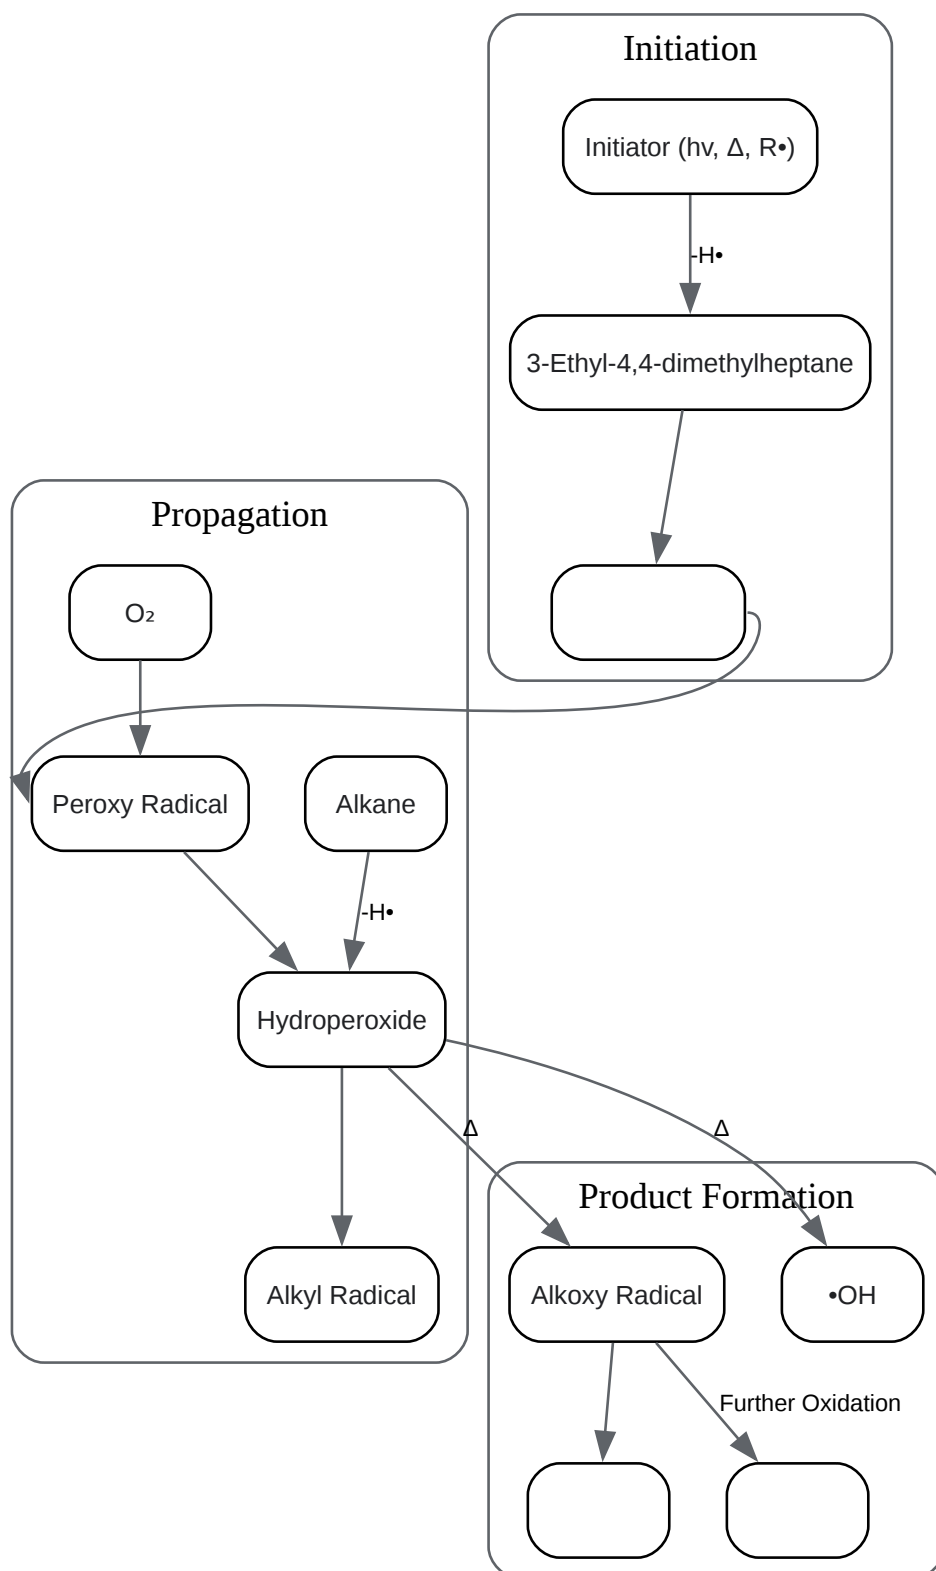 Initiation
Initiator (hv, Δ, R•)
-H•
3-Ethyl-4,4-dimethylheptane
Propagation
O₂
Peroxy Radical
Alkane
-H•
Hydroperoxide
Δ
Δ
Product Formation
Alkyl Radical
Alkoxy Radical
•OH
Further Oxidation